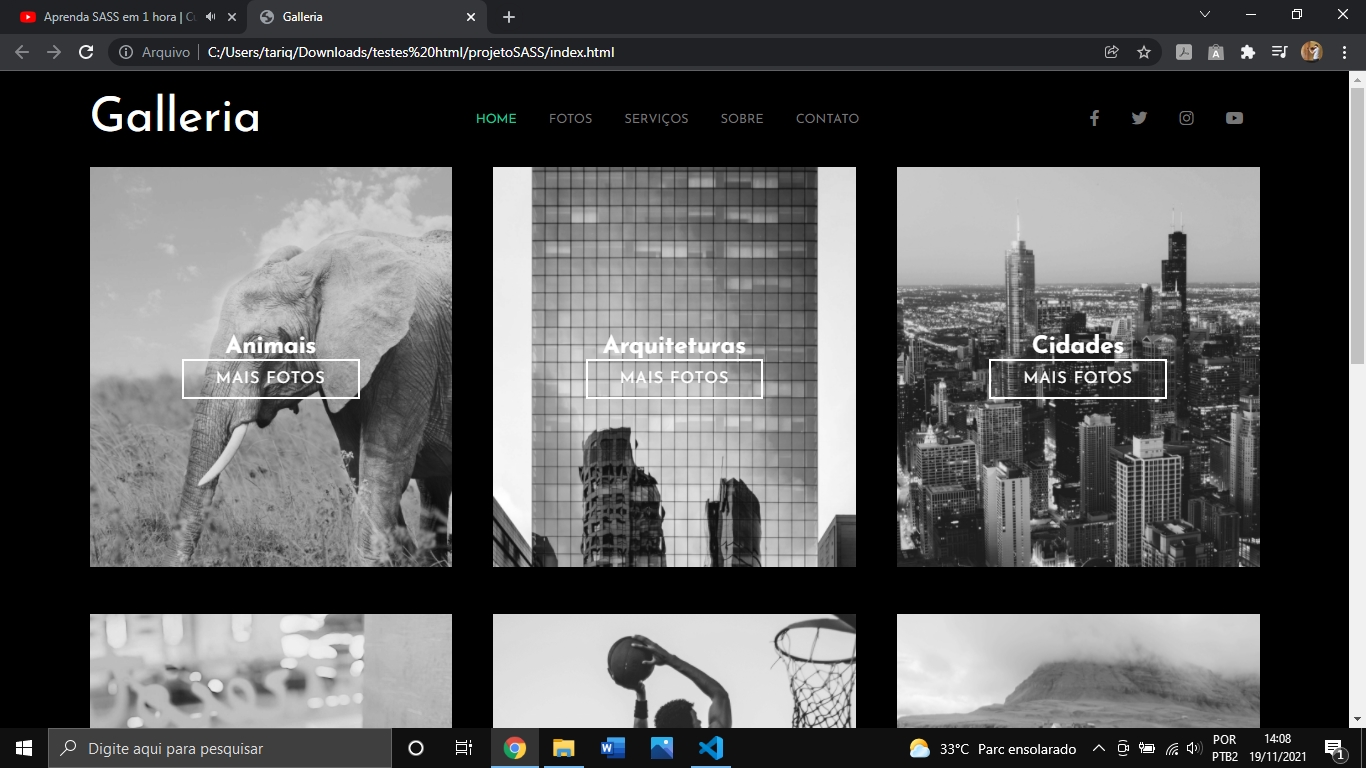 Aprenda SASS em 1 hora | Cu
Galleria
Arquivo
C:/Users/tariq/Downloads/testes%20html/projetoSASS/index.html
Galleria
HOME FOTOS SERVIÇOS SOBRE CONTATO
Animais
MAIS FOTOS
Arquiteturas
MAIS FOTOS
Cidades
MAIS FOTOS
Digite aqui para pesquisar
33°C Parc ensolarado
POR
PTB2
14:08
19/11/2021
1